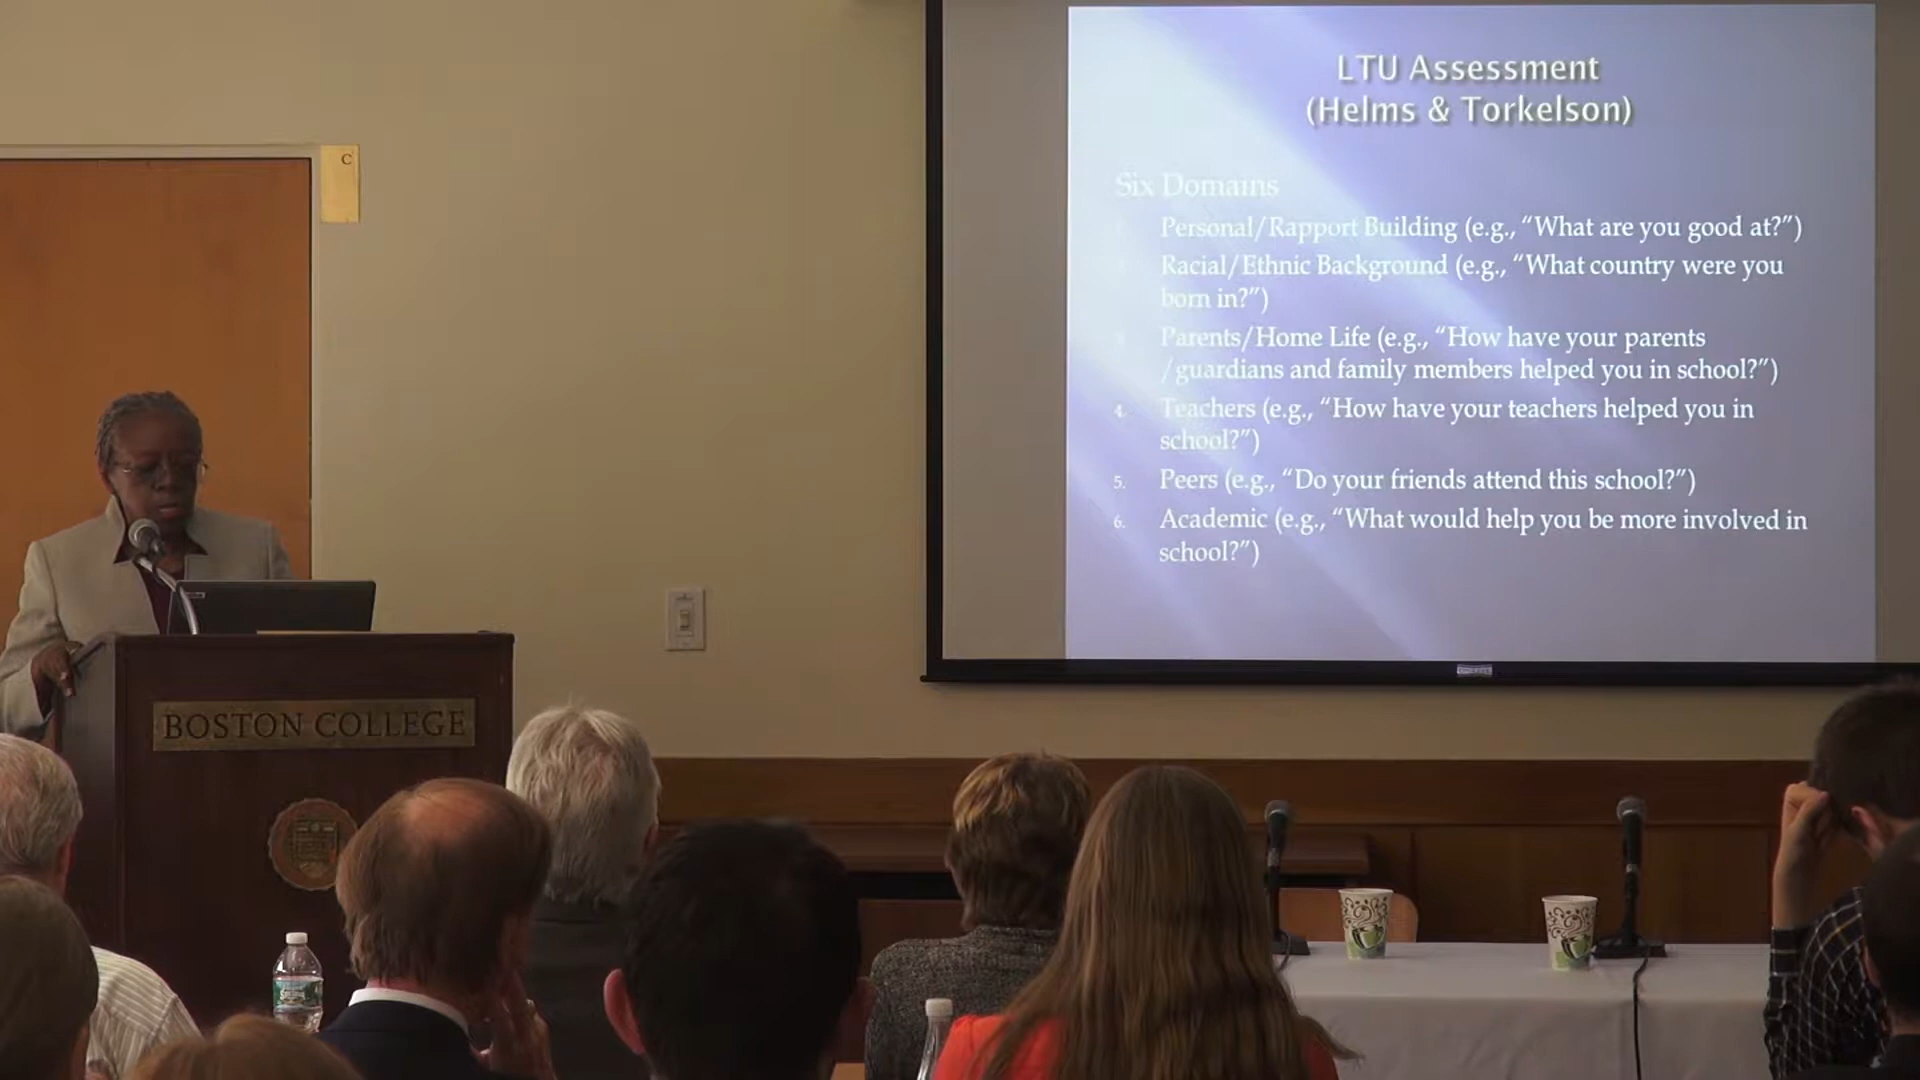 LTU Assessment
(Helms & Torkelson)
Six Domains
Personal/Rapport Building (e.g., “What are you good at?”)
Racial/Ethnic Background (e.g., “What country were you
born in?”)
Parents/Home Life (e.g., “How have your parents
/guardians and family members helped you in school?”)
4. Teachers (e.g., “How have your teachers helped you in
school?”)
5. Peers (e.g., “Do your friends attend this school?”)
6. Academic (e.g., “What would help you be more involved in
school?”)
C
BOSTON COLLEGE